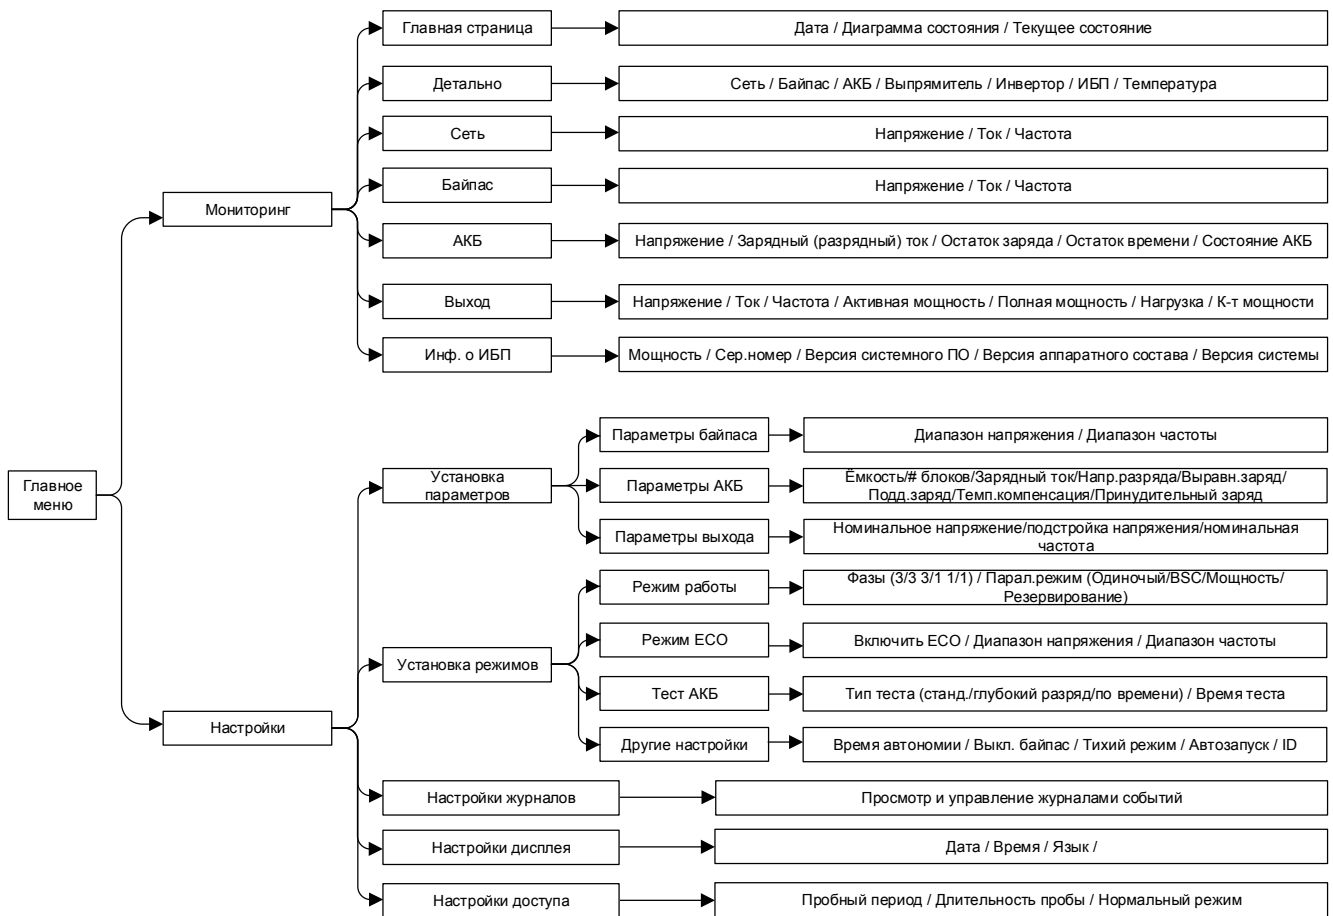 Главная страница
Дата / Диаграмма состояния / Текущее состояние
Детально
Сеть / Байпас / АКБ / Выпрямитель / Инвертор / ИБП / Температура
Сеть
Напряжение / Ток / Частота
Байпас
Напряжение / Ток / Частота
Мониторинг
АКБ
Напряжение / Зарядный (разрядный) ток / Остаток заряда / Остаток времени / Состояние АКБ
Выход
Напряжение / Ток / Частота / Активная мощность / Полная мощность / Нагрузка / К-т мощности
Инф. о ИБП
Мощность / Сер.номер / Версия системного ПО / Версия аппаратного состава / Версия системы
Главное
меню
Установка
параметров
Параметры байпаса
Диапазон напряжения / Диапазон частоты
Параметры АКБ
Ёмкость/# блоков/Зарядный ток/Напр.разряда/Выравн.заряд/
Подд.заряд/Темп.компенсация/Принудительный заряд
Параметры выхода
Номинальное напряжение/подстройка напряжения/номинальная
частота
Установка режимов
Режим работы
Фазы (3/3 3/1 1/1) / Парал.режим (Одиночый/BSC/Мощность/
Резервирование)
Режим ECO
Включить ECO / Диапазон напряжения / Диапазон частоты
Тест АКБ
Тип теста (станд./глубокий разряд/по времени) / Время теста
Другие настройки
Время автономии / Выкл. байпас / Тихий режим / Автозапуск / ID
Настройки
Настройки журналов
Просмотр и управление журналами событий
Настройки дисплея
Дата / Время / Язык /
Настройки доступа
Пробный период / Длительность пробы / Нормальный режим